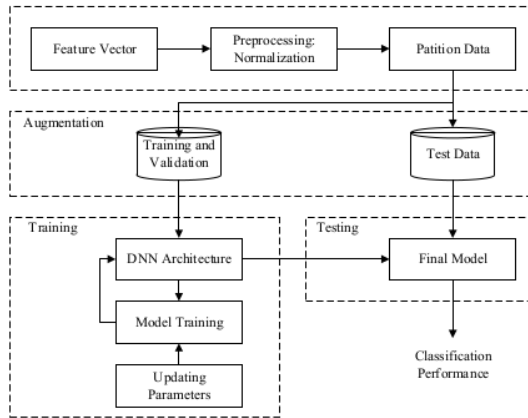 Feature Vector
Preprocessing:
Normalization
Patition Data
Augmentation
Training and
Validation
Test Data
Training
Testing
DNN Architecture
Final Model
Model Training
Updating
Parameters
Classification
Performance